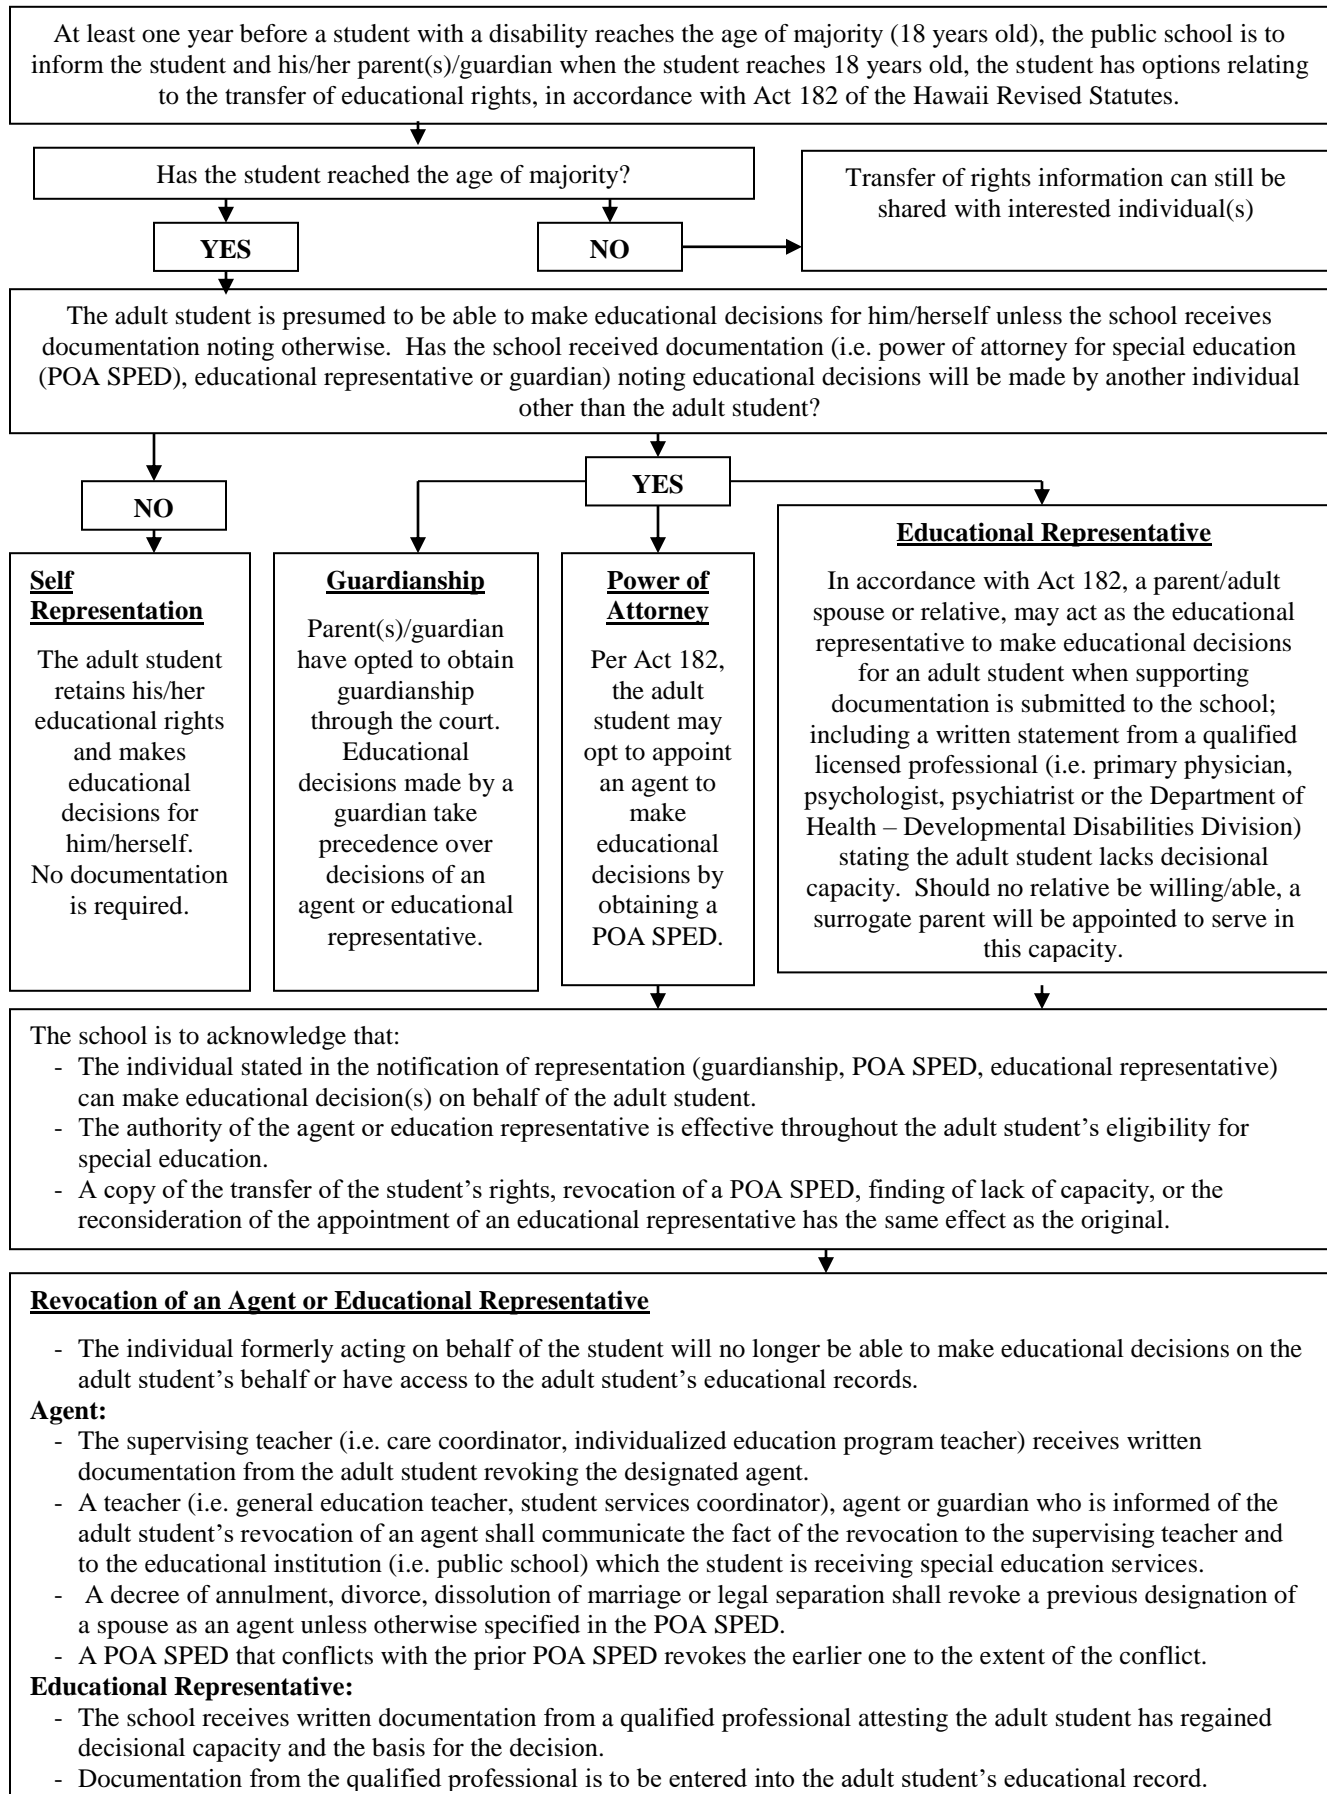 At least one year before a student with a disability reaches the age of majority (18 years old), the public school is to
inform the student and his/her parent(s)/guardian when the student reaches 18 years old, the student has options relating
to the transfer of educational rights, in accordance with Act 182 of the Hawaii Revised Statutes.
Has the student reached the age of majority?
Transfer of rights information can still be
shared with interested individual(s)
YES
NO
The adult student is presumed to be able to make educational decisions for him/herself unless the school receives
documentation noting otherwise. Has the school received documentation (i.e. power of attorney for special education
(POA SPED), educational representative or guardian) noting educational decisions will be made by another individual
other than the adult student?
NO
YES
Self
Representation
The adult student
retains his/her
educational rights
and makes
educational
decisions for
him/herself.
No documentation
is required.
Guardianship
Parent(s)/guardian
have opted to obtain
guardianship
through the court.
Educational
decisions made by a
guardian take
precedence over
decisions of an
agent or educational
representative.
Power of
Attorney
Per Act 182,
the adult
student may
opt to appoint
an agent to
make
educational
decisions by
obtaining a
POA SPED.
Educational Representative
In accordance with Act 182, a parent/adult
spouse or relative, may act as the educational
representative to make educational decisions
for an adult student when supporting
documentation is submitted to the school;
including a written statement from a qualified
licensed professional (i.e. primary physician,
psychologist, psychiatrist or the Department of
Health – Developmental Disabilities Division)
stating the adult student lacks decisional
capacity. Should no relative be willing/able, a
surrogate parent will be appointed to serve in
this capacity.
The school is to acknowledge that:
- The individual stated in the notification of representation (guardianship, POA SPED, educational representative)
can make educational decision(s) on behalf of the adult student.
- The authority of the agent or education representative is effective throughout the adult student’s eligibility for
special education.
- A copy of the transfer of the student’s rights, revocation of a POA SPED, finding of lack of capacity, or the
reconsideration of the appointment of an educational representative has the same effect as the original.
Revocation of an Agent or Educational Representative
- The individual formerly acting on behalf of the student will no longer be able to make educational decisions on the
adult student’s behalf or have access to the adult student’s educational records.
Agent:
- The supervising teacher (i.e. care coordinator, individualized education program teacher) receives written
documentation from the adult student revoking the designated agent.
- A teacher (i.e. general education teacher, student services coordinator), agent or guardian who is informed of the
adult student’s revocation of an agent shall communicate the fact of the revocation to the supervising teacher and
to the educational institution (i.e. public school) which the student is receiving special education services.
- A decree of annulment, divorce, dissolution of marriage or legal separation shall revoke a previous designation of
a spouse as an agent unless otherwise specified in the POA SPED.
- A POA SPED that conflicts with the prior POA SPED revokes the earlier one to the extent of the conflict.
Educational Representative:
- The school receives written documentation from a qualified professional attesting the adult student has regained
decisional capacity and the basis for the decision.
- Documentation from the qualified professional is to be entered into the adult student’s educational record.